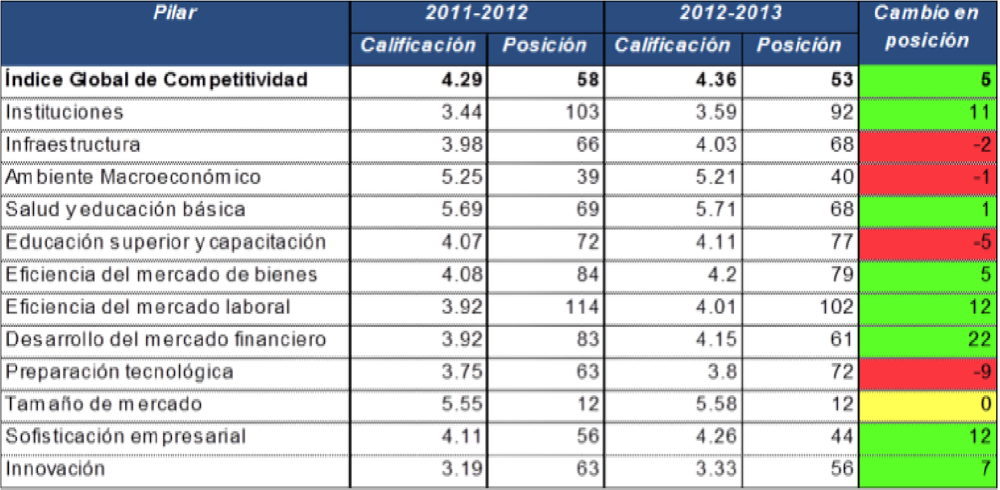 Pilar 2011-2012 2012-2013 Cambio en posición
Calificación Posición Calificación Posición
Índice Global de Competitividad 4.29 58 4.36 53 5
Instituciones 3.44 103 3.59 92 11
Infraestructura 3.98 66 4.03 68 -2
Ambiente Macroeconómico 5.25 39 5.21 40 -1
Salud y educación básica 5.69 69 5.71 68 1
Educación superior y capacitación 4.07 72 4.11 77 -5
Eficiencia del mercado de bienes 4.08 84 4.2 79 5
Eficiencia del mercado laboral 3.92 114 4.01 102 12
Desarrollo del mercado financiero 3.92 83 4.15 61 22
Preparación tecnológica 3.75 63 3.8 72 -9
Tamaño de mercado 5.55 12 5.58 12 0
Sofisticación empresarial 4.11 56 4.26 44 12
Innovación 3.19 63 3.33 56 7